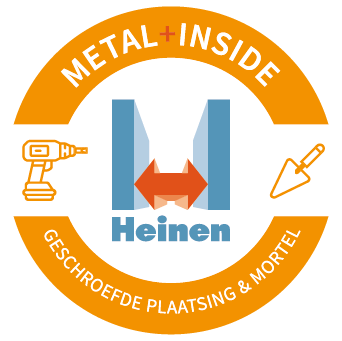 METAL+INSIDE
Heinen
GESCHROEFDE PLAATSING & MORTEL